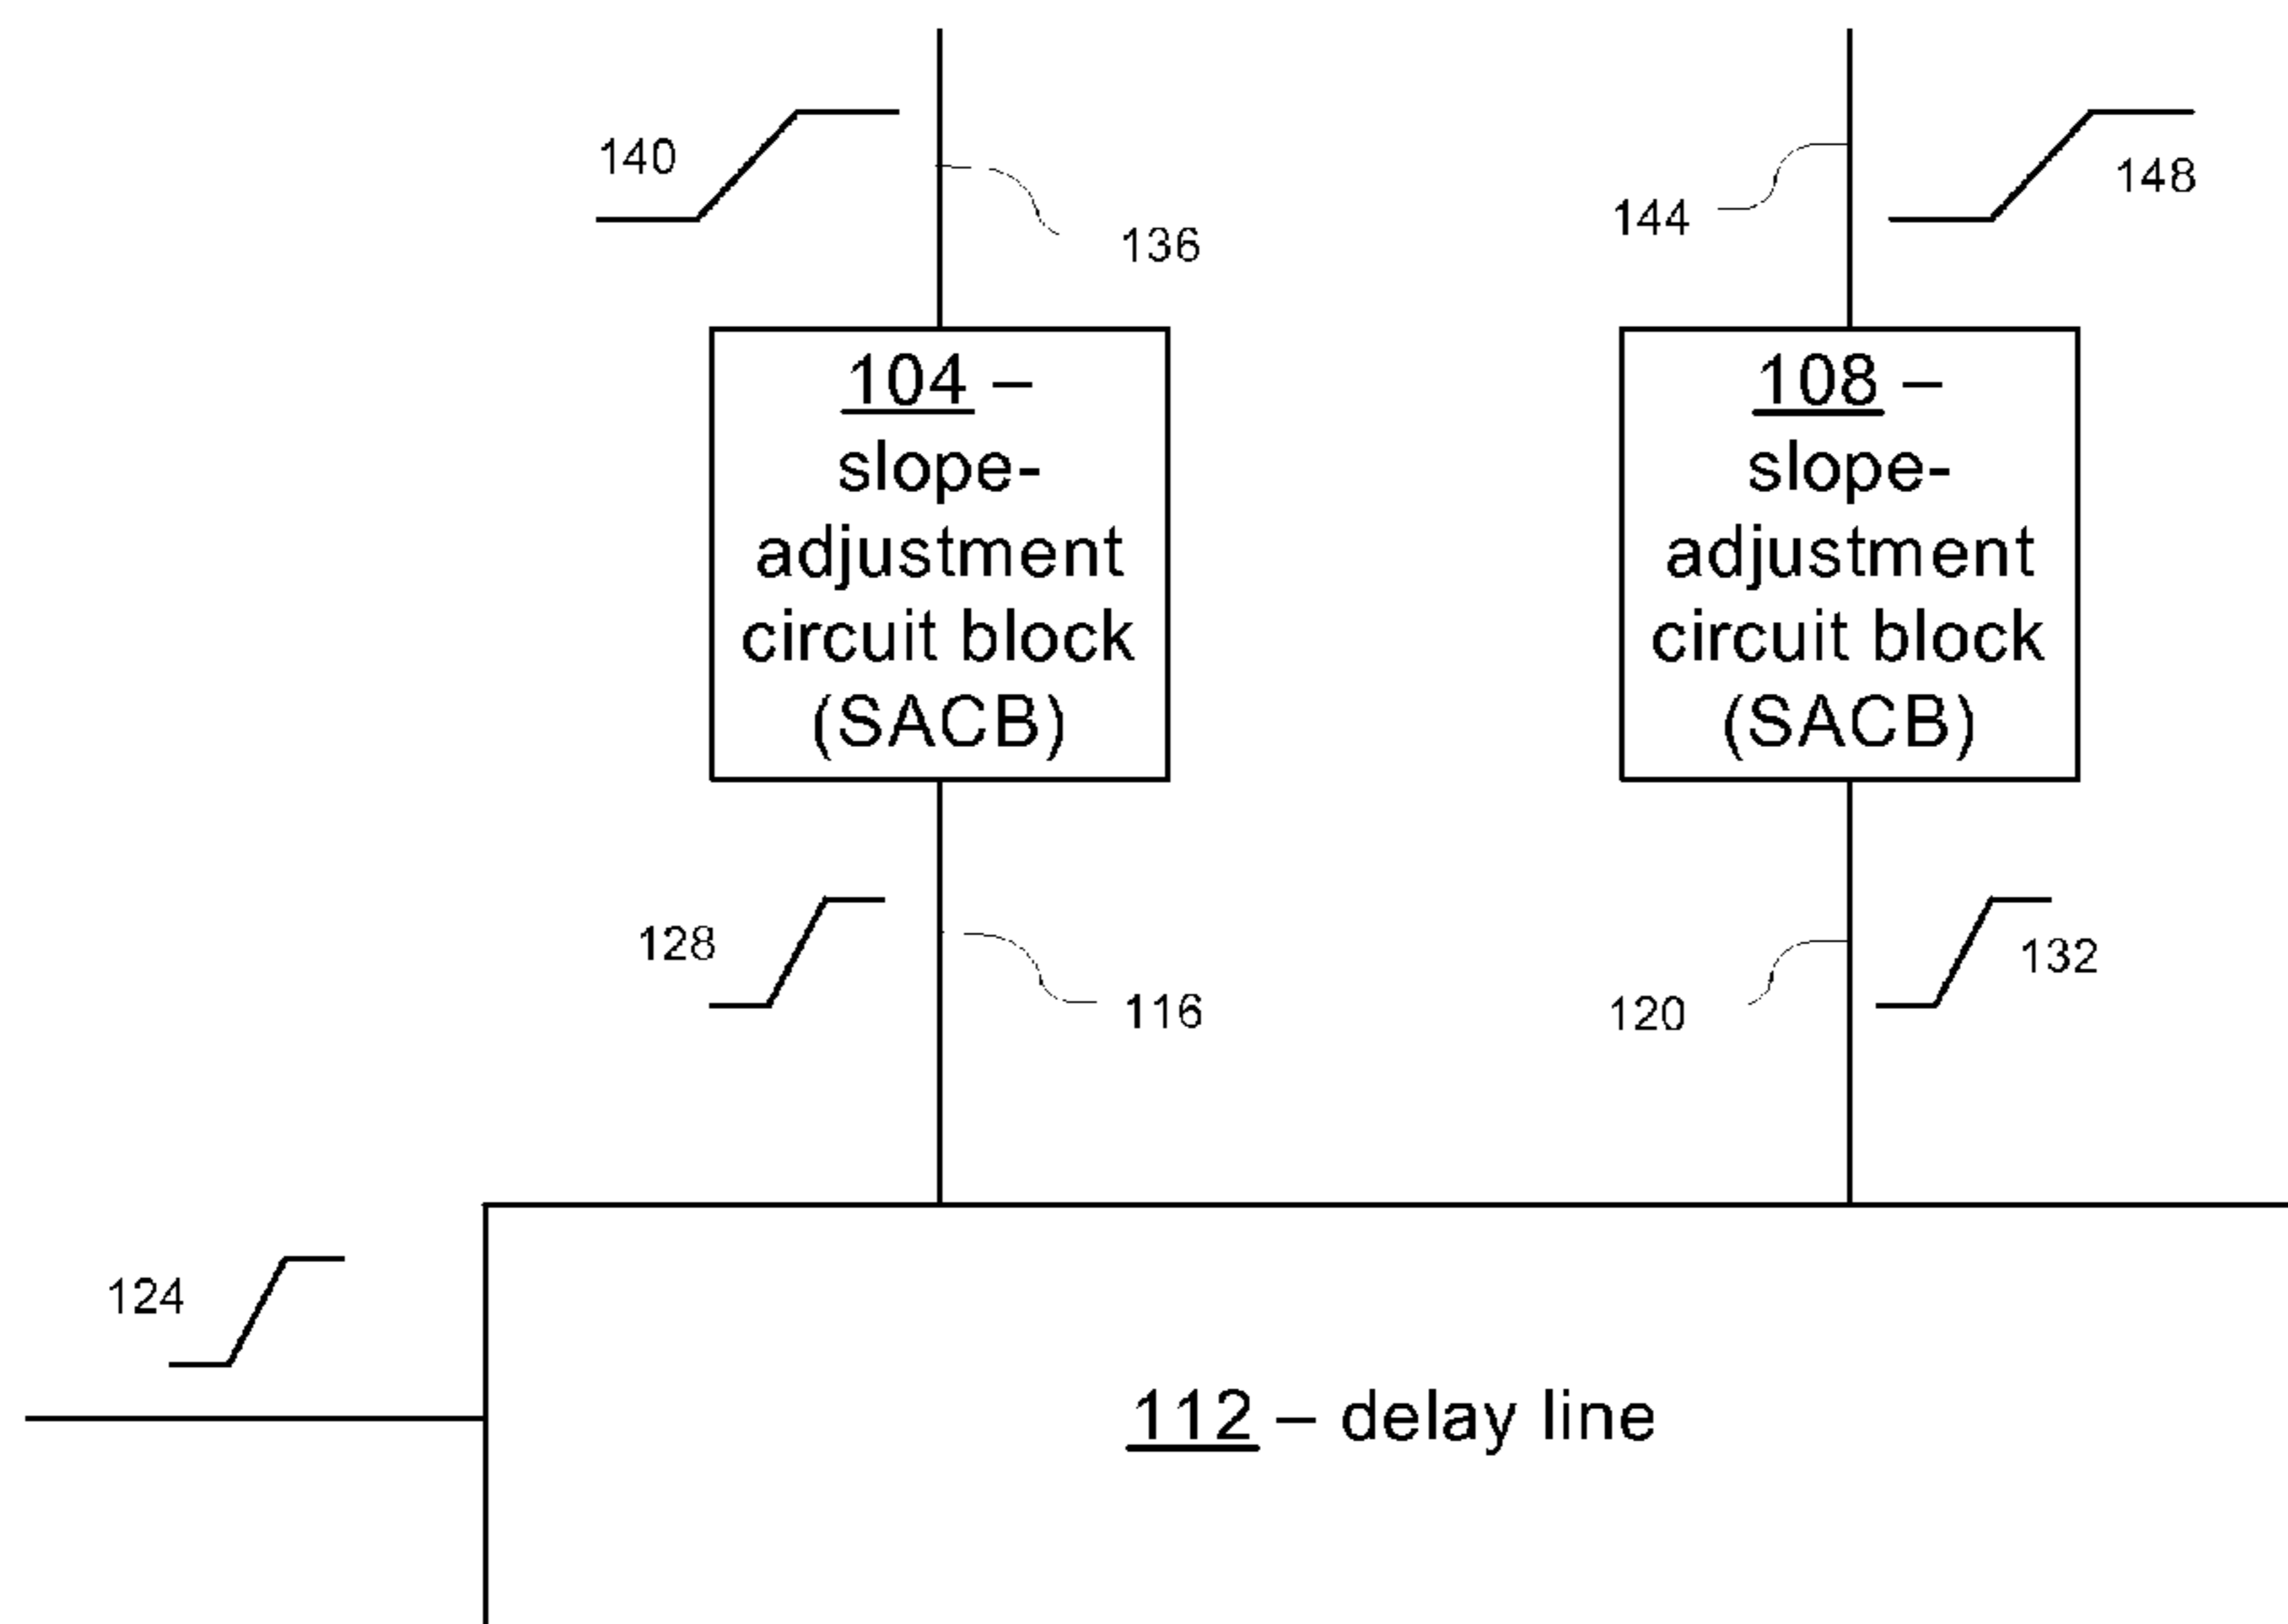 140
136
144
148
104 –
slope-
adjustment
circuit block
(SACB)
108 –
slope-
adjustment
circuit block
(SACB)
128
116
120
132
124
112 – delay line